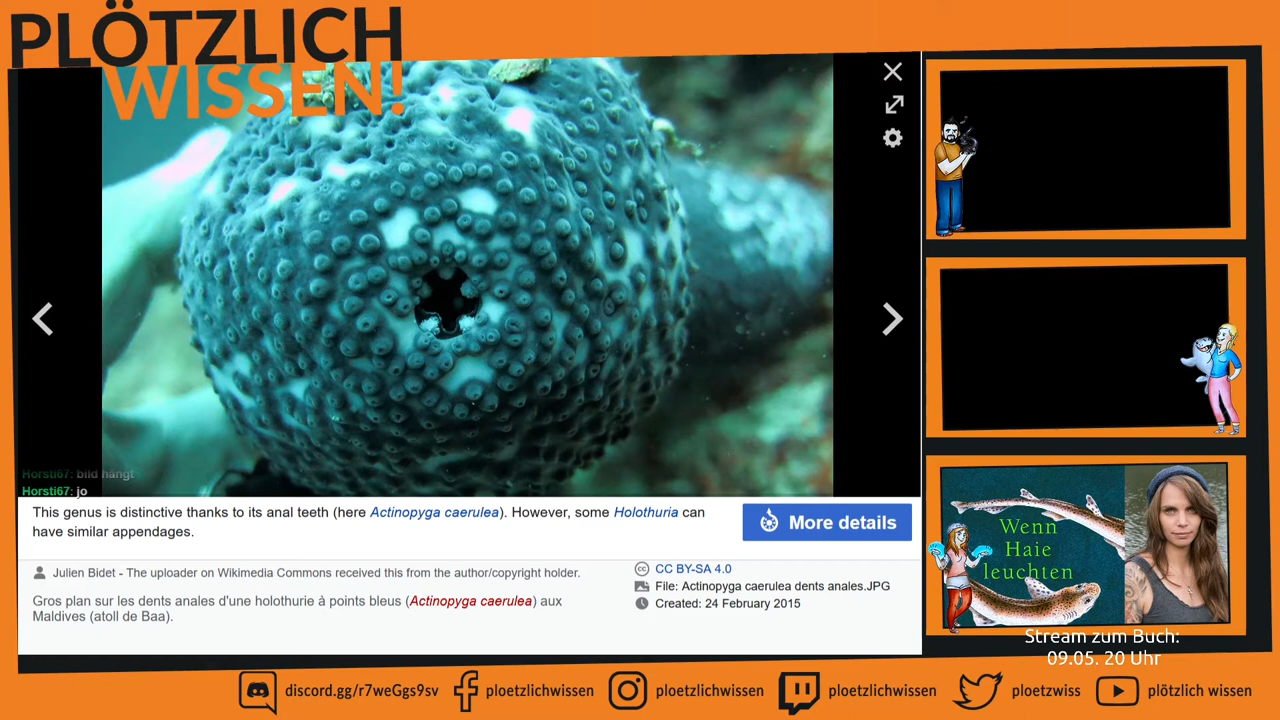 PLÖTZLICH
WISSEN!
Horsti67: bild hängt
Horsti67: jo
This genus is distinctive thanks to its anal teeth (here Actinopyga caerulea). However, some Holothuria can
have similar appendages.
More details
Julien Bidet - The uploader on Wikimedia Commons received this from the author/copyright holder.
Gros plan sur les dents anales d'une holothurie à points bleus (Actinopyga caerulea) aux
Maldives (atoll de Baa).
CC BY-SA 4.0
File: Actinopyga caerulea dents anales.JPG
Created: 24 February 2015
Wenn
Haie
leuchten
Stream zum Buch:
09.05. 20 Uhr
discord.gg/r7weGgs9sv
ploetzlichwissen
ploetzlichwissen
ploetzlichwissen
ploetzwiss
plötzlich wissen